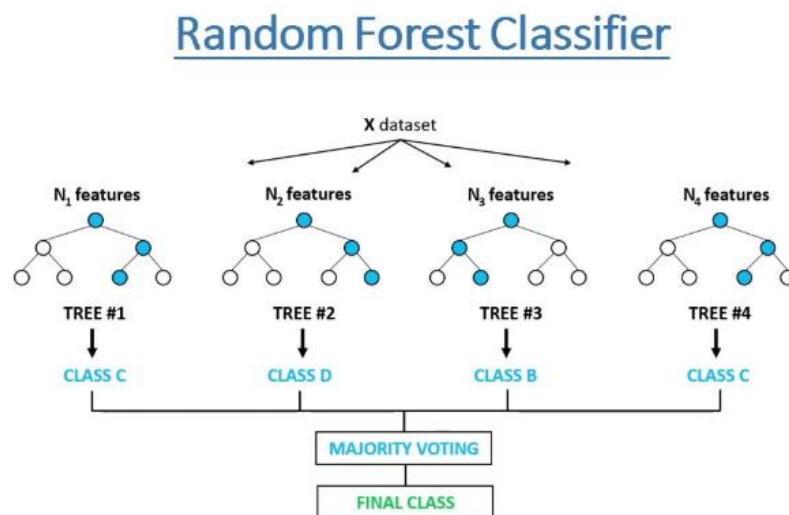 Random Forest Classifier
X dataset
N₁ features N₂ features N₃ features N₄ features
TREE #1 TREE #2 TREE #3 TREE #4
CLASS C CLASS D CLASS B CLASS C
MAJORITY VOTING
FINAL CLASS